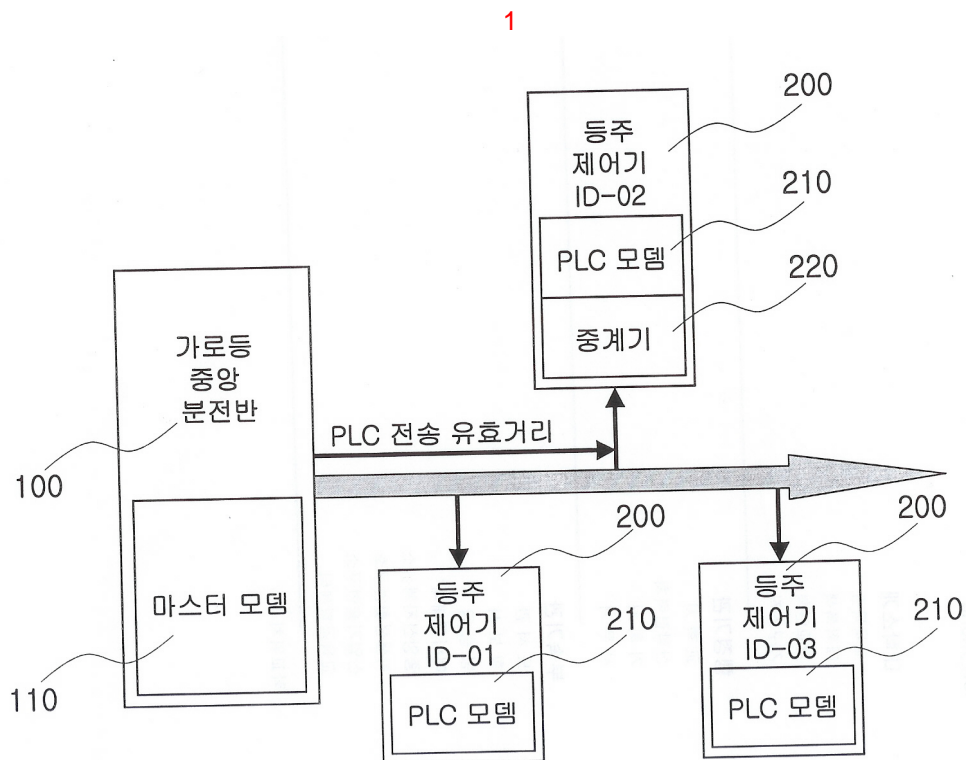 1
200
등주
제어기
ID-02
210
PLC 모뎀
220
중계기
가로등
중앙
분전반
PLC 전송 유효거리
100
200
200
등주
제어기
ID-01
210
PLC 모뎀
등주
제어기
ID-03
210
PLC 모뎀
마스터 모뎀
110